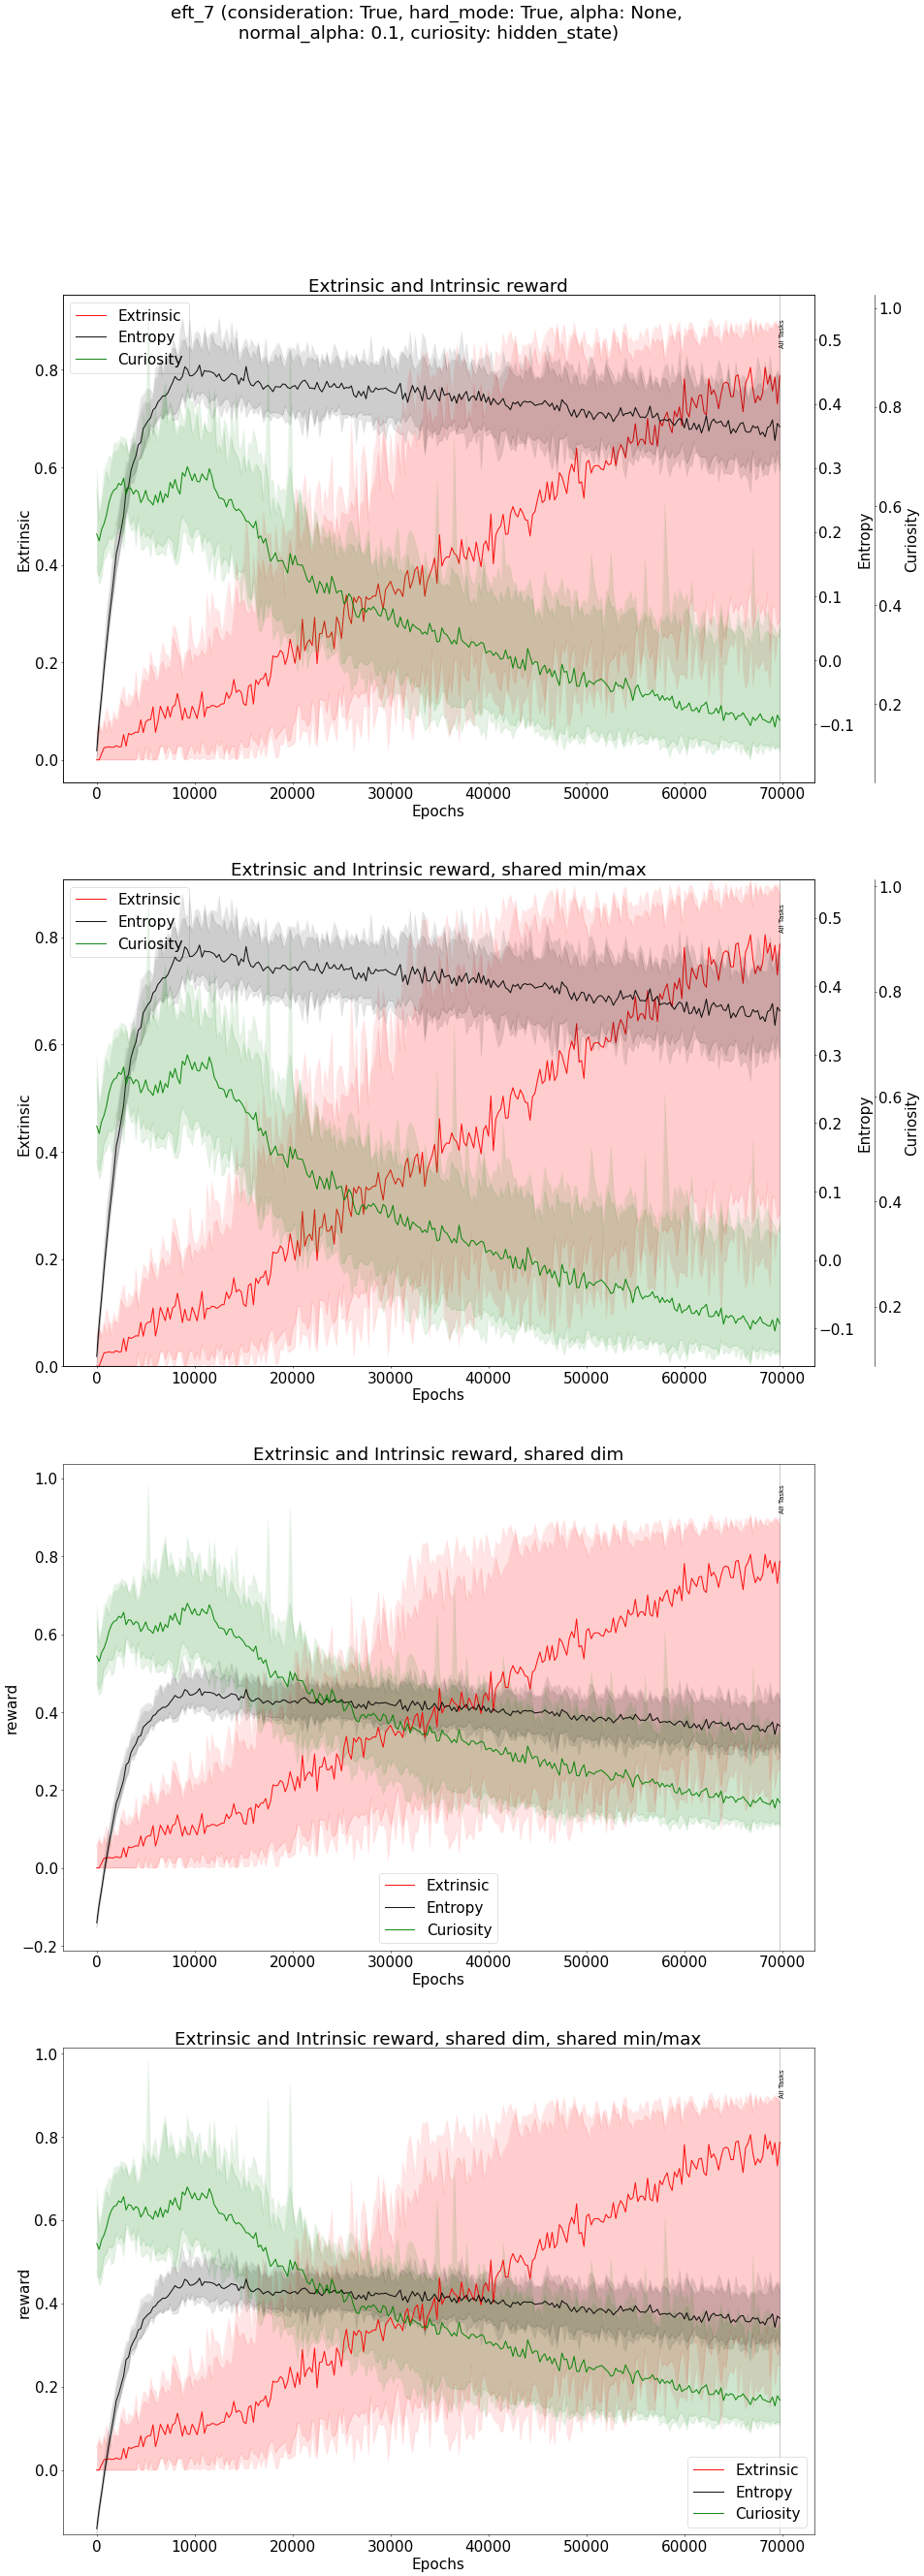 eft_7 (consideration: True, hard_mode: True, alpha: None,
normal_alpha: 0.1, curiosity: hidden_state)
Extrinsic and Intrinsic reward
Extrinsic
Entropy
Curiosity
All Tasks
0.8
0.6
0.4
0.2
0.0
Extrinsic
0.5
0.4
0.3
0.2
0.1
0.0
−0.1
Entropy
1.0
0.8
0.6
0.4
0.2
Curiosity
0 10000 20000 30000 40000 50000 60000 70000
Epochs
Extrinsic and Intrinsic reward, shared min/max
Extrinsic
Entropy
Curiosity
All Tasks
0.8
0.6
0.4
0.2
0.0
Extrinsic
0.5
0.4
0.3
0.2
0.1
0.0
−0.1
Entropy
1.0
0.8
0.6
0.4
0.2
Curiosity
0 10000 20000 30000 40000 50000 60000 70000
Epochs
Extrinsic and Intrinsic reward, shared dim
All Tasks
1.0
0.8
0.6
0.4
0.2
0.0
−0.2
reward
Extrinsic
Entropy
Curiosity
0 10000 20000 30000 40000 50000 60000 70000
Epochs
Extrinsic and Intrinsic reward, shared dim, shared min/max
All Tasks
1.0
0.8
0.6
0.4
0.2
0.0
reward
Extrinsic
Entropy
Curiosity
0 10000 20000 30000 40000 50000 60000 70000
Epochs